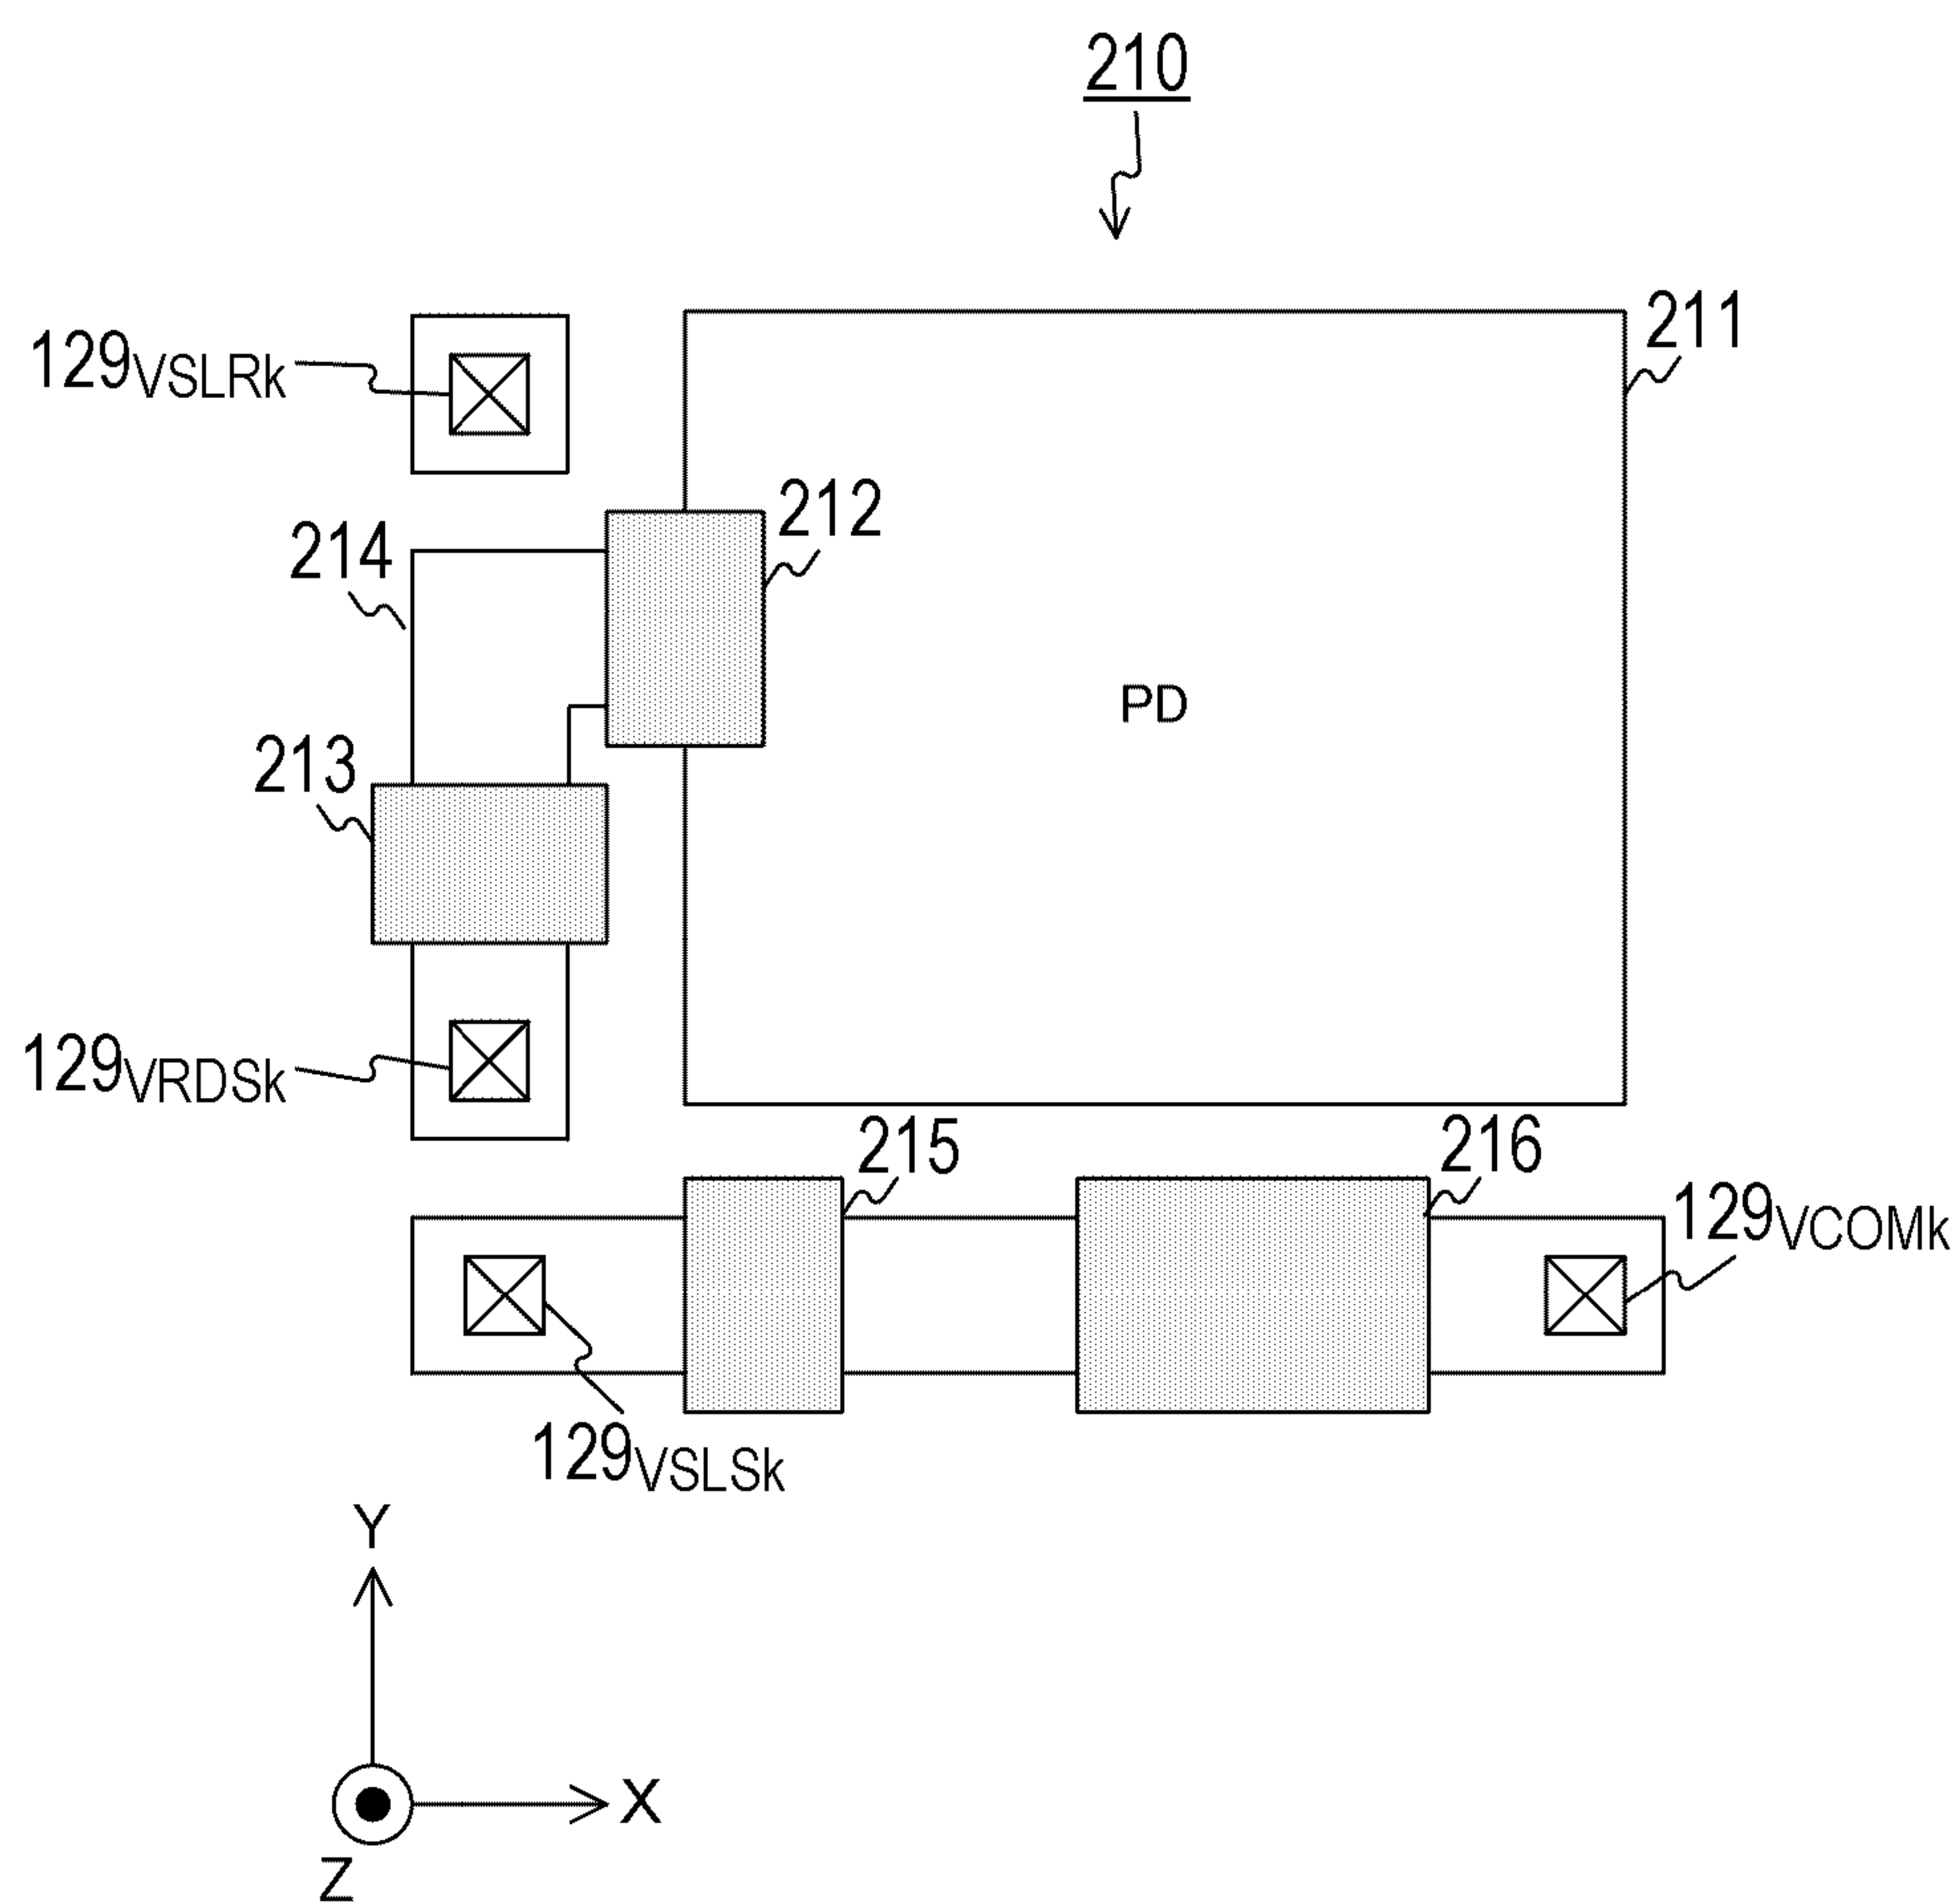 210
211
129VSLRk
212
214
PD
213
129VRDSk
215
216
129VCOMk
129VSLSk
Y
X
Z